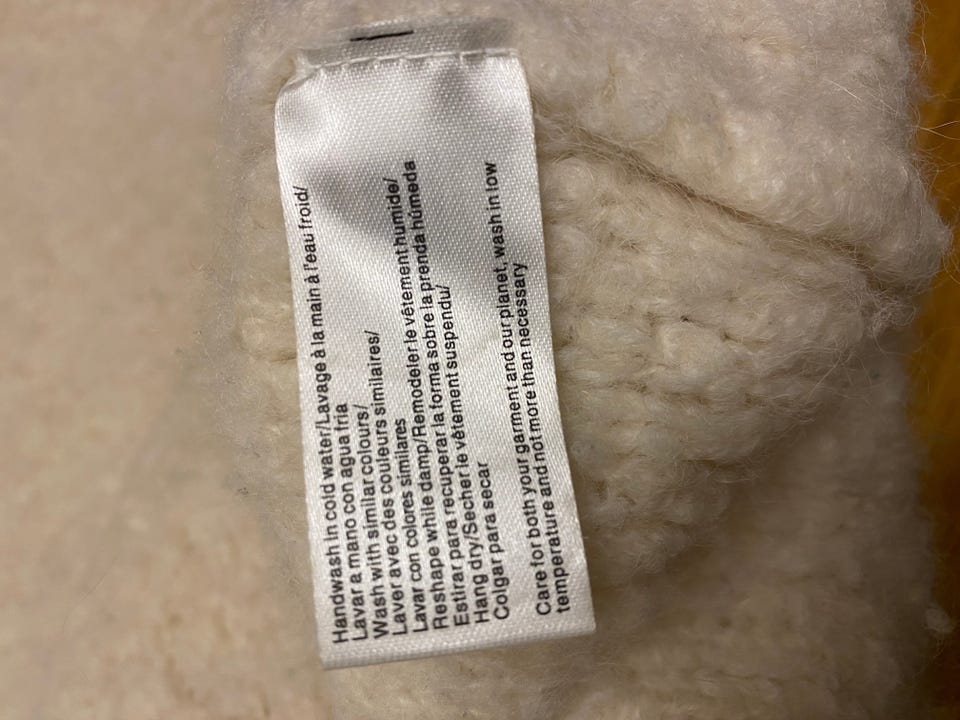 Handwash in cold water/Lavage à la main à l'eau froid/
Lavar a mano con agua fria
Wash with similar colours/
Laver avec des couleurs similaires/
Lavar con colores similares
Reshape while damp/Remodeler le vêtement humide/
Estirar para recuperar la forma sobre la prenda húmeda
Hang dry/Secher le vêtement suspendu/
Colgar para secar
Care for both your garment and our planet, wash in low
temperature and not more than necessary